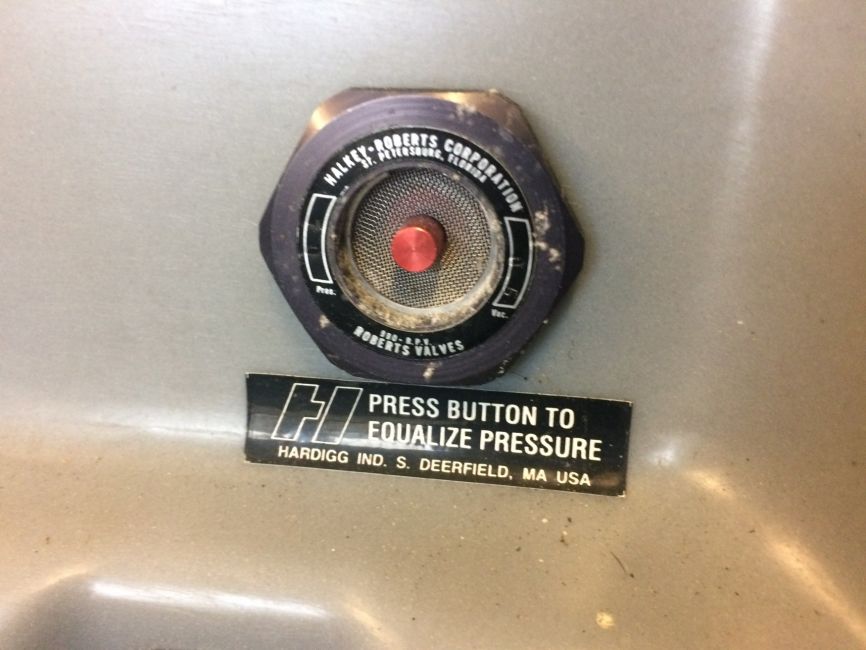 HALKEY-ROBERTS CORPORATION
ST. PETERSBURG, FLORIDA
Pres.
Vac.
990-R.P.V.
ROBERTS VALVES
PRESS BUTTON TO
EQUALIZE PRESSURE
HARDIGG IND. S. DEERFIELD, MA USA